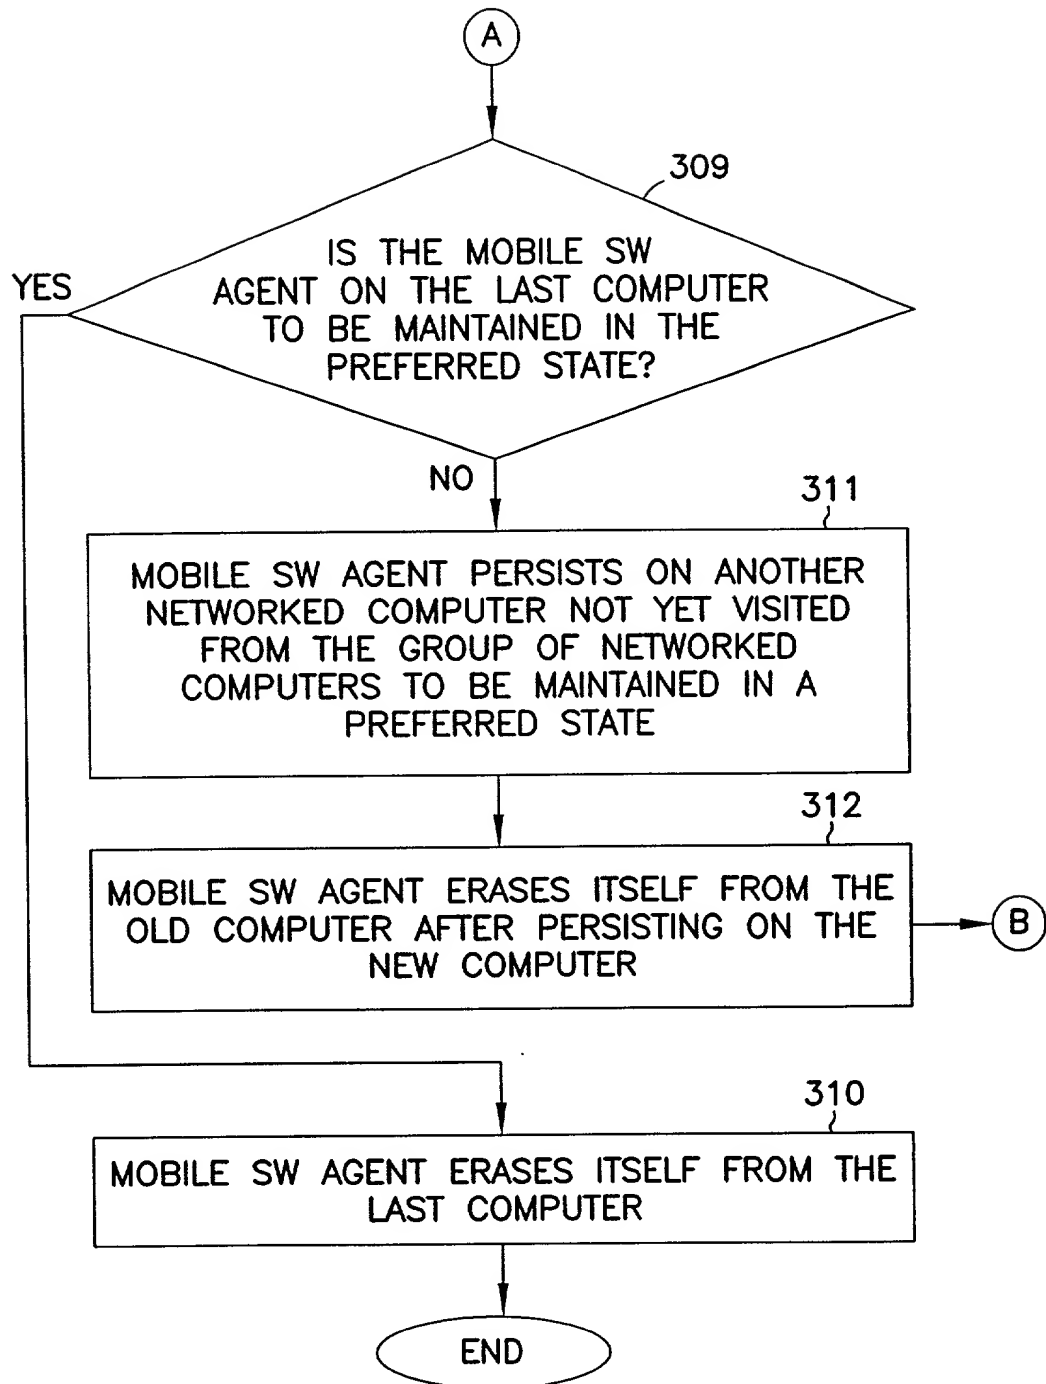 A
309
IS THE MOBILE SW
AGENT ON THE LAST COMPUTER
TO BE MAINTAINED IN THE
PREFERRED STATE?
YES
NO
311
MOBILE SW AGENT PERSISTS ON ANOTHER
NETWORKED COMPUTER NOT YET VISITED
FROM THE GROUP OF NETWORKED
COMPUTERS TO BE MAINTAINED IN A
PREFERRED STATE
312
MOBILE SW AGENT ERASES ITSELF FROM THE
OLD COMPUTER AFTER PERSISTING ON THE
NEW COMPUTER
B
310
MOBILE SW AGENT ERASES ITSELF FROM THE
LAST COMPUTER
END